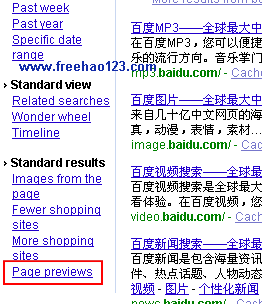 Past week
Past year
Specific date
range
www.freehao123.com
Standard view
Related searches
Wonder wheel
Timeline
Standard results
Images from the
page
Fewer shopping
sites
More shopping
sites
Page previews
More results from b
百度MP3——全球最大中
在百度MP3，您可以便捷
乐的流行方向。音乐掌门
mp3.baidu.com/ - Cach
百度图片——全球最大中
来自几十亿中文网页的海
真，动漫，表情，素材...
image.baidu.com/
百度视频搜索——全球最
百度视频搜索是全球最大
看体验。在百度视频，您
video.baidu.com/
百度新闻搜索——全球最
百度新闻是包含海量资讯
件、热点话题、人物动态
视频 - 图片 - 个性化新闻
news.baidu.com/ - Cach